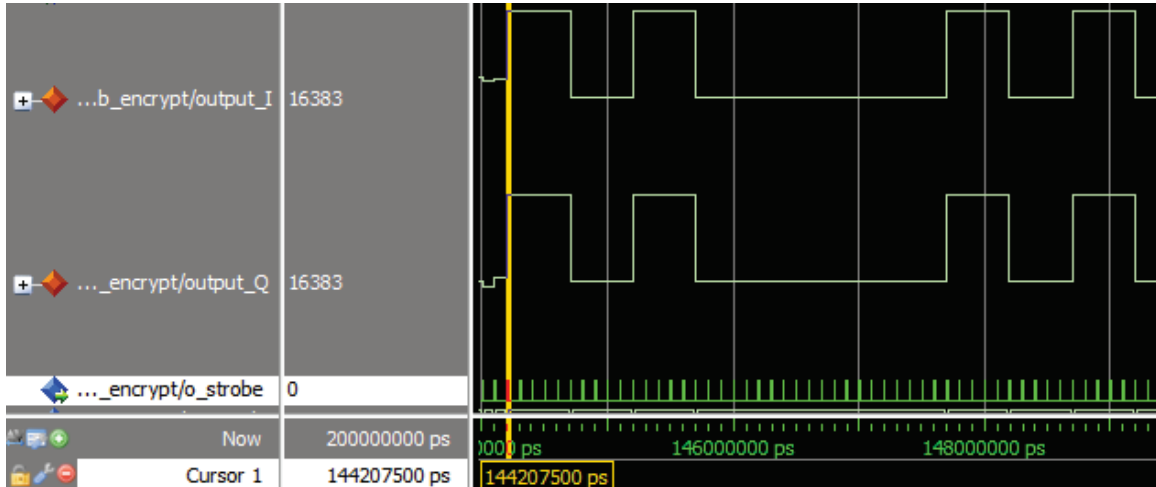 ...b_encrypt/output_I 16383
..._encrypt/output_Q 16383
..._encrypt/o_strobe 0
Now 200000000 ps
Cursor 1 144207500 ps
ps 146000000 ps 148000000 ps
144207500 ps